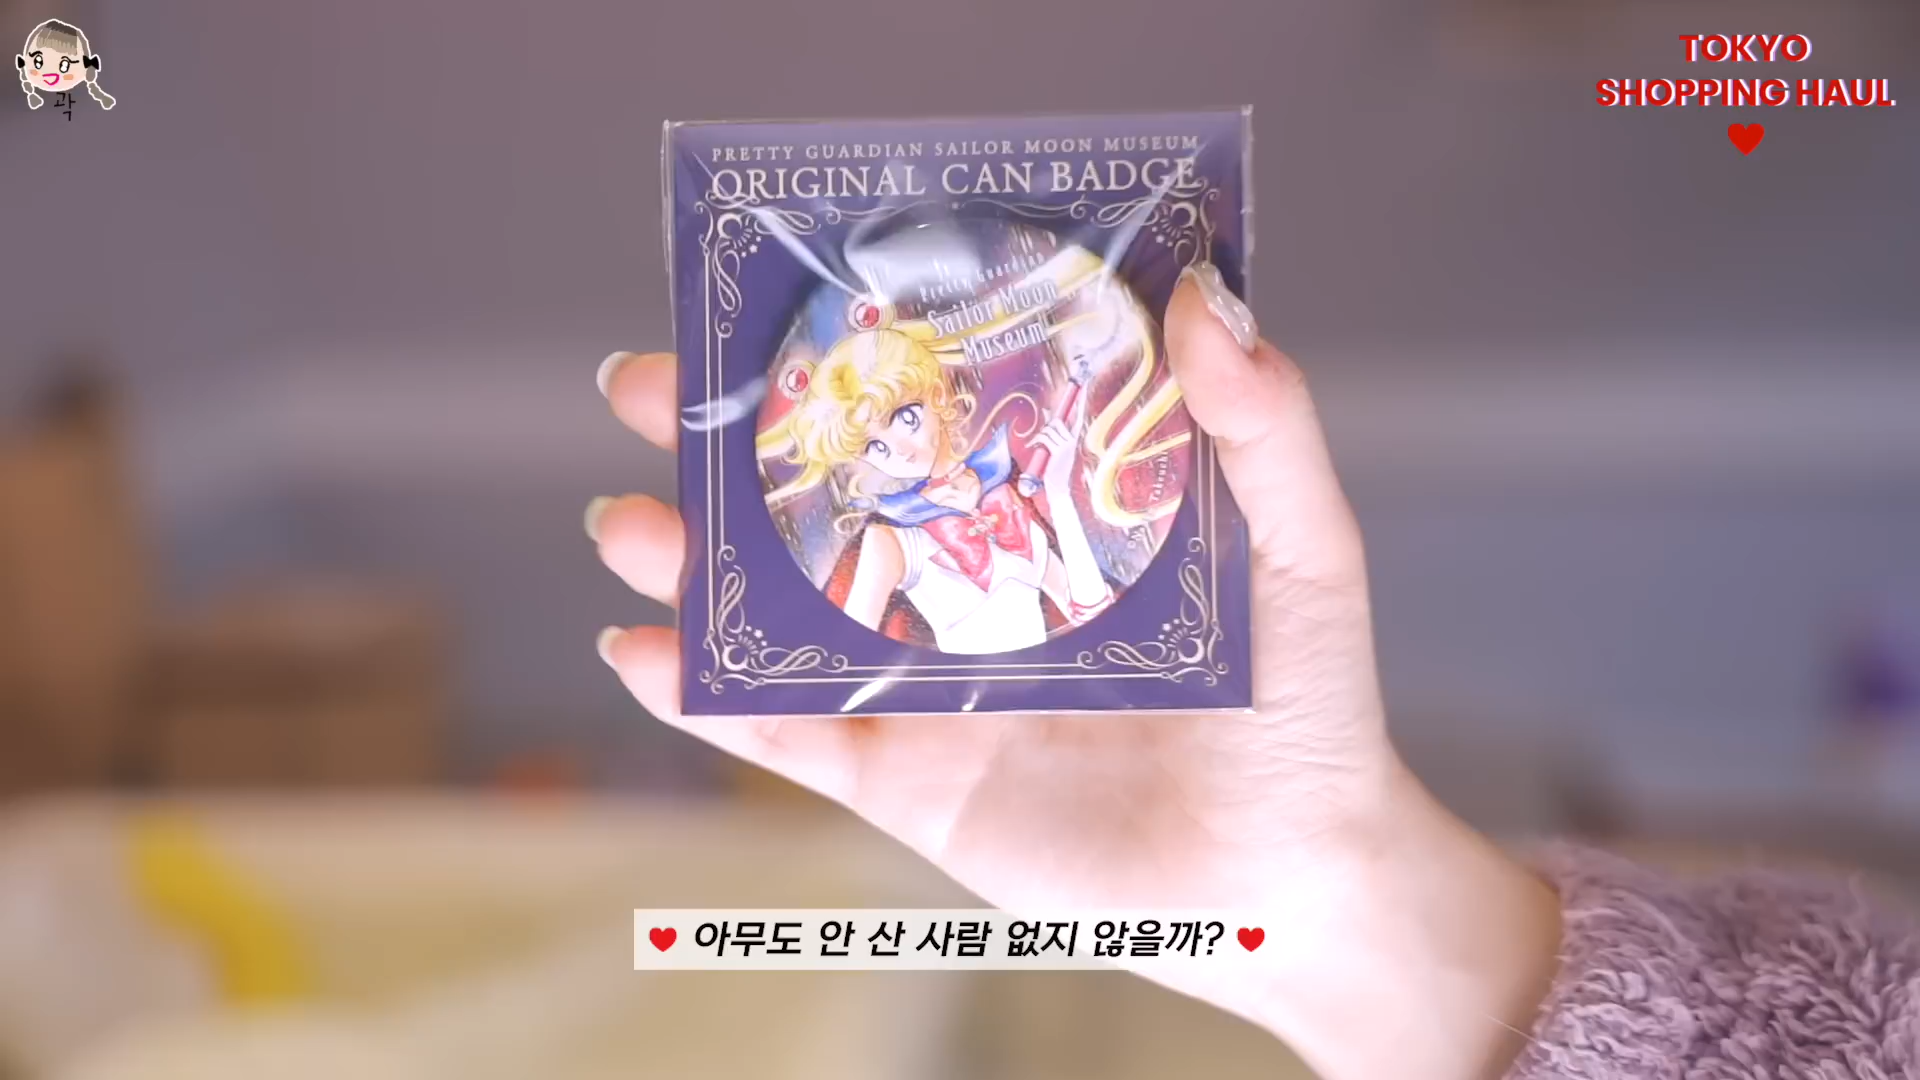 곽
TOKYO
SHOPPING HAUL
PRETTY GUARDIAN SAILOR MOON MUSEUM
ORIGINAL CAN BADGE
Pretty Guardian
Sailor Moon
Museum
Takeuchi
아무도 안 산 사람 없지 않을까?